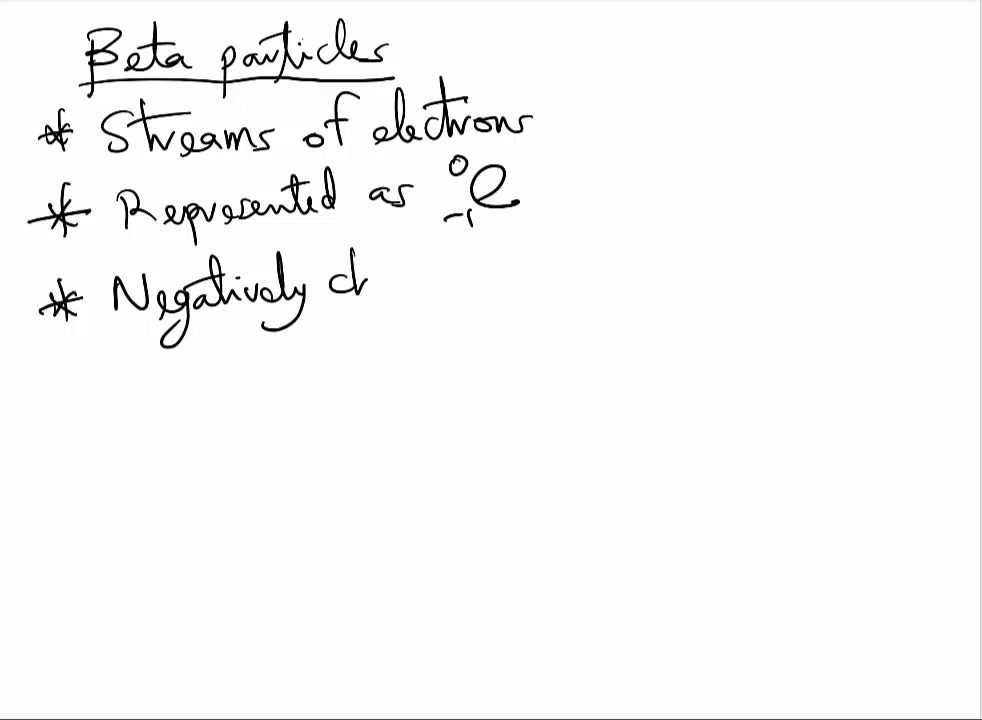 Beta particles
* Streams of electrons
* Represented as ⁰₋₁e
* Negatively ch